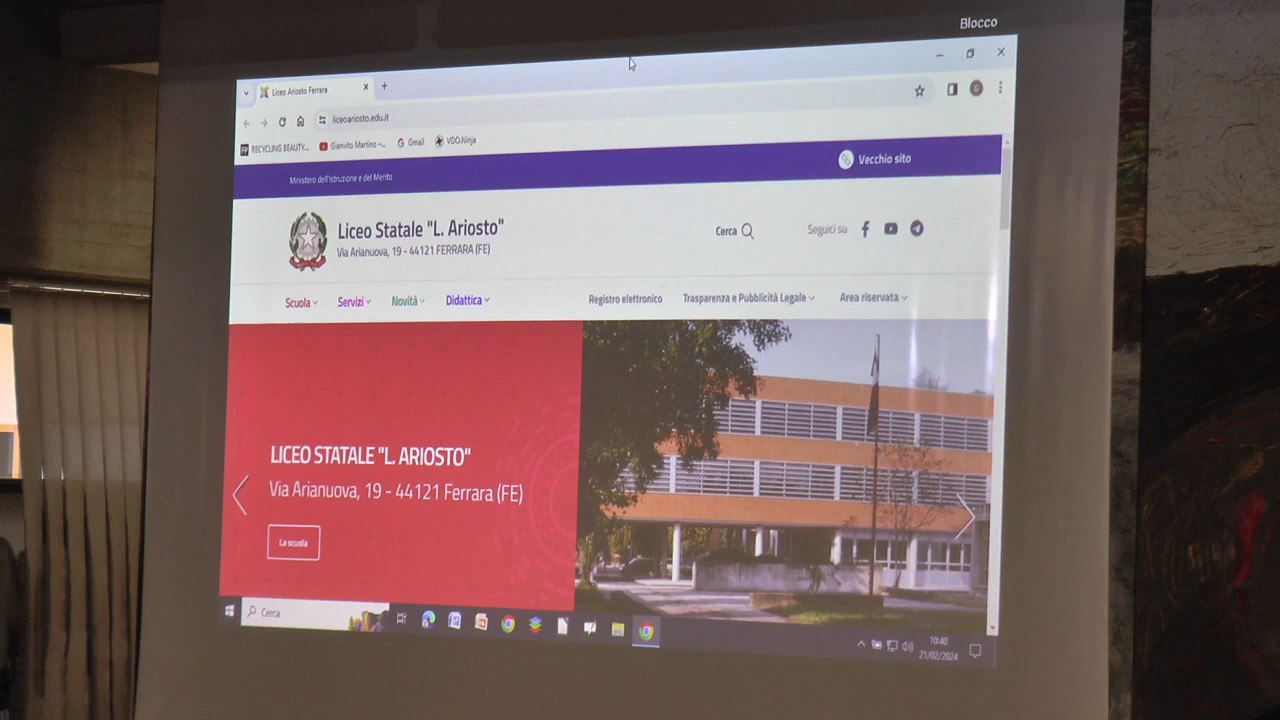 Blocco
Liceo Ariosto Ferrara
liceoariosto.edu.it
RECYCLING BEAUTY...
Gianvito Martino -...
Gmail
VDO.Ninja
Ministero dell'Istruzione e del Merito
Vecchio sito
Liceo Statale "L. Ariosto"
Via Arianuova, 19 - 44121 FERRARA (FE)
Cerca
Seguici su
Scuola
Servizi
Novità
Didattica
Registro elettronico
Trasparenza e Pubblicità Legale
Area riservata
LICEO STATALE "L. ARIOSTO"
Via Arianuova, 19 - 44121 Ferrara (FE)
La scuola
Cerca
10:40
21/02/2024